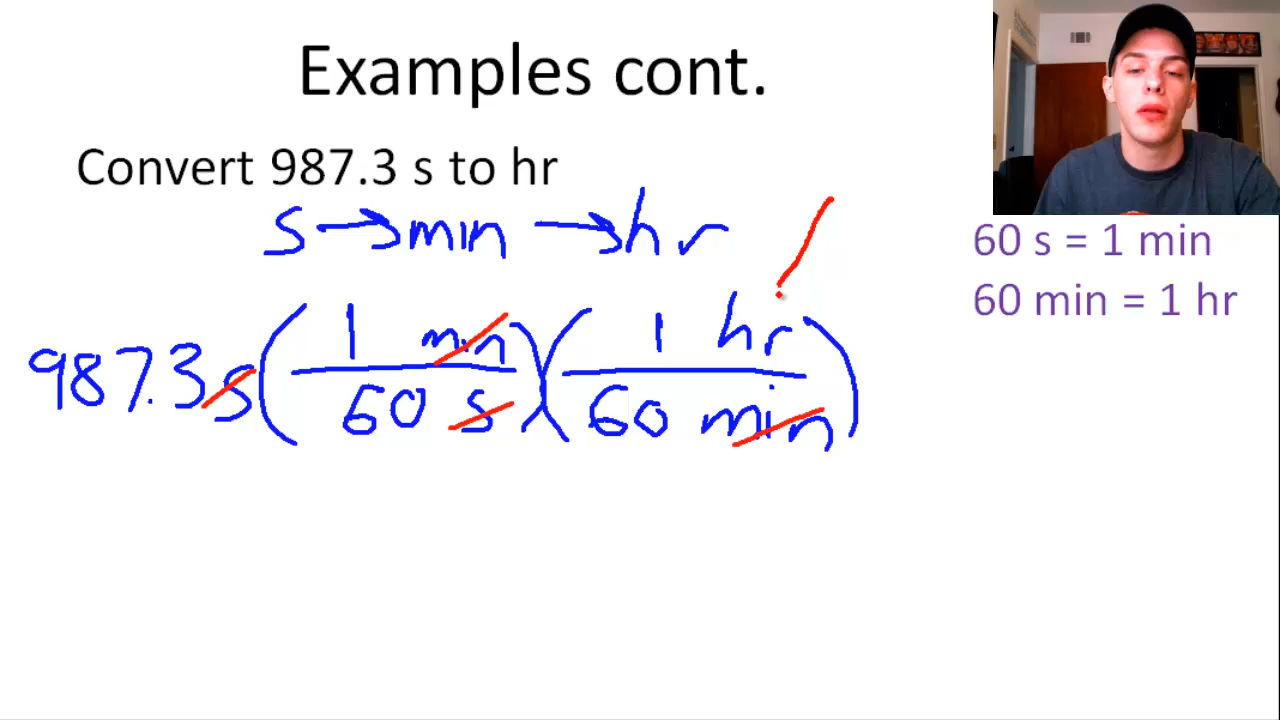 Examples cont.
Convert 987.3 s to hr
s → min → hr
60 s = 1 min
60 min = 1 hr
987.3 s ( 1 min / 60 s ) ( 1 hr / 60 min )